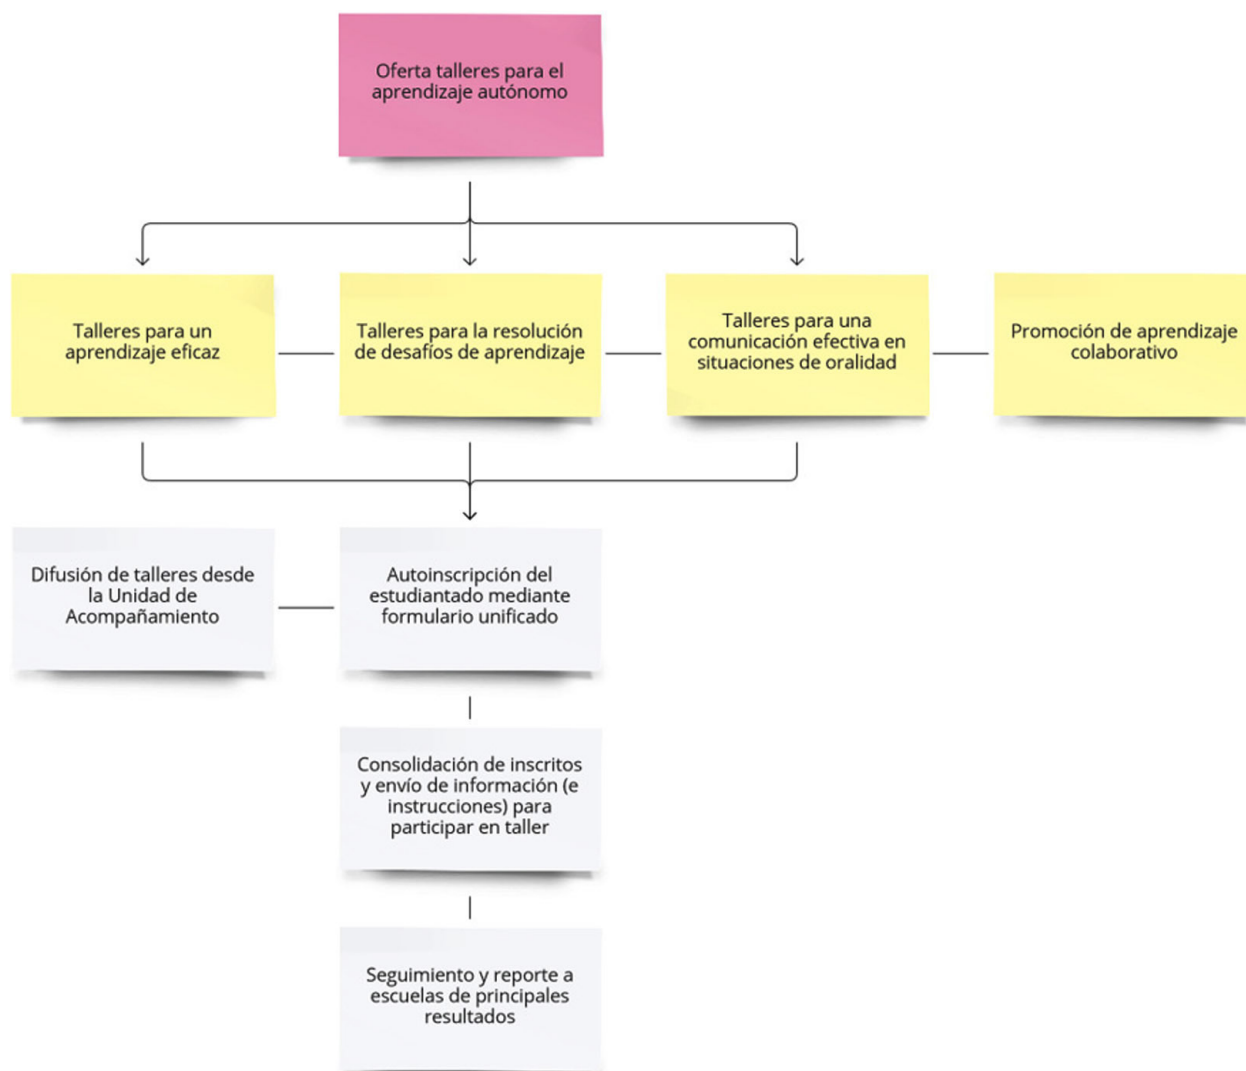 Oferta talleres para el
aprendizaje autónomo
Talleres para un
aprendizaje eficaz
Talleres para la resolución
de desafíos de aprendizaje
Talleres para una
comunicación efectiva en
situaciones de oralidad
Promoción de aprendizaje
colaborativo
Difusión de talleres desde
la Unidad de
Acompañamiento
Autoinscripción del
estudiantado mediante
formulario unificado
Consolidación de inscritos
y envío de información (e
instrucciones) para
participar en taller
Seguimiento y reporte a
escuelas de principales
resultados